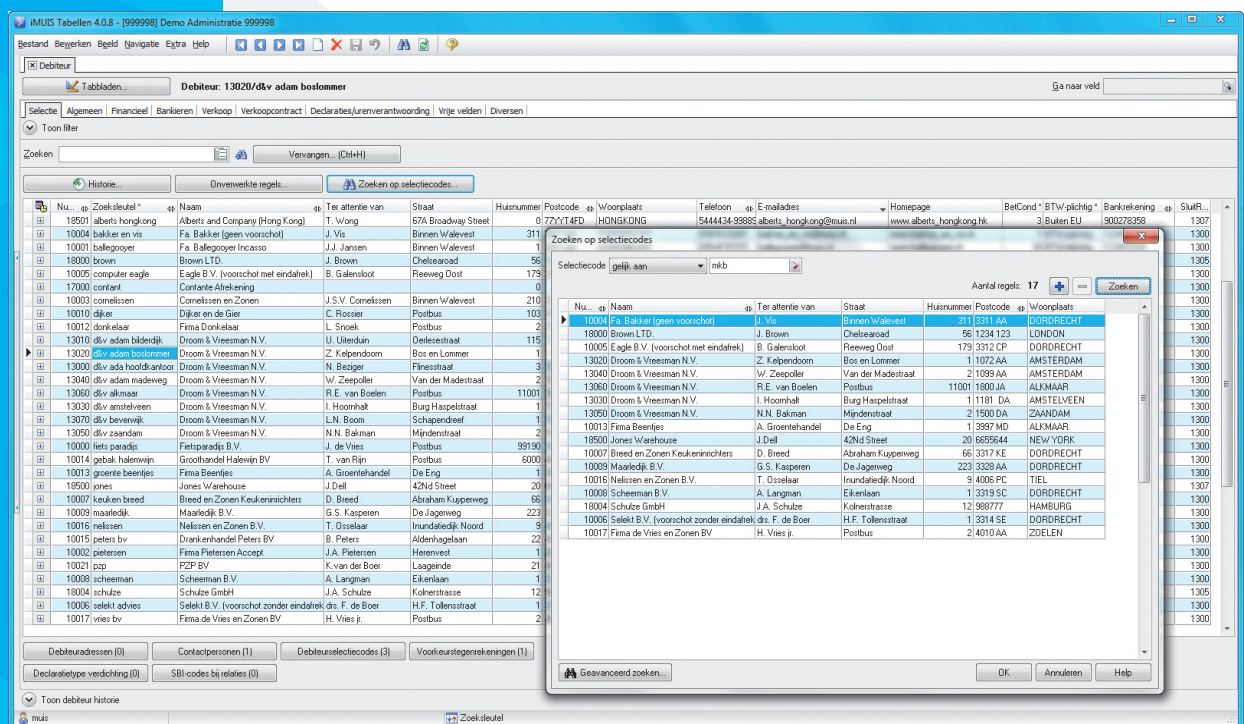 iMUIS Tabellen 4.0.8 - [999998] Demo Administratie 999998
Bestand Bewerken Beeld Navigatie Extra Help
Debiteur
Tabbladen... Debiteur: 13020/d&v adam boslommer Ga naar veld
Selectie Algemeen Financieel Bankieren Verkoop Verkoopcontract Declaraties/urenverantwoording Vrije velden Diversen
Toon filter
Zoeken Vervangen... (Ctrl+H)
Historie... Onverwerkte regels... Zoeken op selectiecodes...
Nu... Zoeksleutel * Naam Ter attentie van Straat Huisnummer Postcode Woonplaats Telefoon E-mailadres Homepage BetCond * BTW-plichtig * Bankrekening SluitR...
18501 alberts hongkong Alberts and Company (Hong Kong) T. Wong 67A Broadway Street 0 77YYT4FD HONGKONG 5444434-9988 alberts_hongkong@muis.nl www.alberts_hongkong.hk 3 Buiten EU 900278358 1307
10004 bakker en vis Fa. Bakker (geen voorschot) J. Vis Binnen Walevest 311 1300
10001 ballegooyer Fa. Ballegooyer Incasso J.J. Jansen Binnen Walevest 1 1300
18000 brown Brown LTD. J. Brown Chelsearoad 56 1305
10005 computer eagle Eagle B.V. (voorschot met eindafrek) B. Galensloot Reeweg Oost 179 1300
17000 contant Contante Afrekening 0 1300
10003 cornelissen Cornelissen en Zonen J.S.V. Cornelissen Binnen Walevest 210 1300
10010 dijker Dijker en de Gier C. Rossier Postbus 103 1300
10012 donkelaar Firma Donkelaar L. Snoek Postbus 2 1300
13010 d&v adam bilderdijk Droom & Vreesman N.V. U. Uiterduin Oerlesestraat 115 1300
13020 d&v adam boslommer Droom & Vreesman N.V. Z. Kelpendoorn Bos en Lommer 1 1300
13000 d&v ada hoofdkantoor Droom & Vreesman N.V. N. Beziger Flinesstraat 3 1300
13040 d&v adam madeweg Droom & Vreesman N.V. W. Zeepoller Van der Madestraat 2 1300
13060 d&v alkmaar Droom & Vreesman N.V. R.E. van Boelen Postbus 11001 1300
13030 d&v amstelveen Droom & Vreesman N.V. I. Hoornhalt Burg Haspelstraat 1 1300
13070 d&v beverwijk Droom & Vreesman N.V. L.N. Boom Schapendreef 1 1300
13050 d&v zaandam Droom & Vreesman N.V. N.N. Bakman Mijndenstraat 2 1300
10000 fiets paradijs Fietsparadijs B.V. J. de Vries Postbus 99190 1300
10014 gebak halemwijn Groothandel Halewijn BV T. van Rijn Postbus 6000 1300
10013 groente beentjes Firma Beentjes A. Groentehandel De Eng 1 1300
18500 jones Jones Warehouse J.Dell 42Nd Street 20 1307
10007 keuken breed Breed en Zonen Keukeninrichters D. Breed Abraham Kuyperweg 66 1300
10009 maarledijk Maarledijk B.V. G.S. Kasperen De Jagerweg 223 1300
10016 nelissen Nelissen en Zonen B.V. T. Osselaar Inundatiedijk Noord 9 1300
10015 peters bv Drankenhandel Peters BV B. Peters Aldenhagelaan 22 1300
10002 pietersen Firma Pietersen Accept J.A. Pietersen Herenvest 1 1300
10021 pzp PZP BV K.van der Boer Laageinde 21 1300
10008 scheerman Scheerman B.V. A. Langman Eikenlaan 1 1300
18004 schulze Schulze GmbH J.A. Schulze Kolnerstrasse 12 1305
10006 selekt advies Selekt B.V. (voorschot zonder eindafrek drs. F. de Boer H.F. Tollensstraat 1 1300
10017 vries bv Firma de Vries en Zonen BV H. Vries jr. Postbus 2 1300
Debiteuradressen (0) Contactpersonen (1) Debiteurselectiecodes (3) Voorkeurstegenrekeningen (1)
Declaratietype verdichting (0) SBI-codes bij relaties (0)
Toon debiteur historie
muis Zoeksleutel
Zoeken op selectiecodes
Selectiecode gelijk aan mkb
Aantal regels: 17 Zoeken
Nu... Naam Ter attentie van Straat Huisnummer Postcode Woonplaats
10004 Fa. Bakker (geen voorschot) J. Vis Binnen Walevest 311 3311 AA DORDRECHT
18000 Brown LTD. J. Brown Chelsearoad 56 1234 123 LONDON
10005 Eagle B.V. (voorschot met eindafrek) B. Galensloot Reeweg Oost 179 3312 CP DORDRECHT
13020 Droom & Vreesman N.V. Z. Kelpendoorn Bos en Lommer 1 1072 AA AMSTERDAM
13040 Droom & Vreesman N.V. W. Zeepoller Van der Madestraat 2 1099 AA AMSTERDAM
13060 Droom & Vreesman N.V. R.E. van Boelen Postbus 11001 1800 JA ALKMAAR
13030 Droom & Vreesman N.V. I. Hoornhalt Burg Haspelstraat 1 1181 DA AMSTELVEEN
13050 Droom & Vreesman N.V. N.N. Bakman Mijndenstraat 2 1500 DA ZAANDAM
10013 Firma Beentjes A. Groentehandel De Eng 1 3997 MD ALKMAAR
18500 Jones Warehouse J.Dell 42Nd Street 20 6655644 NEW YORK
10007 Breed en Zonen Keukeninrichters D. Breed Abraham Kuyperweg 66 3317 KE DORDRECHT
10009 Maarledijk B.V. G.S. Kasperen De Jagerweg 223 3328 AA DORDRECHT
10016 Nelissen en Zonen B.V. T. Osselaar Inundatiedijk Noord 9 4006 PC TIEL
10008 Scheerman B.V. A. Langman Eikenlaan 1 3319 SC DORDRECHT
18004 Schulze GmbH J.A. Schulze Kolnerstrasse 12 988777 HAMBURG
10006 Selekt B.V. (voorschot zonder eindafrek drs. F. de Boer H.F. Tollensstraat 1 3314 SE DORDRECHT
10017 Firma de Vries en Zonen BV H. Vries jr. Postbus 2 4010 AA ZOELEN
Geavanceerd zoeken... OK Annuleren Help